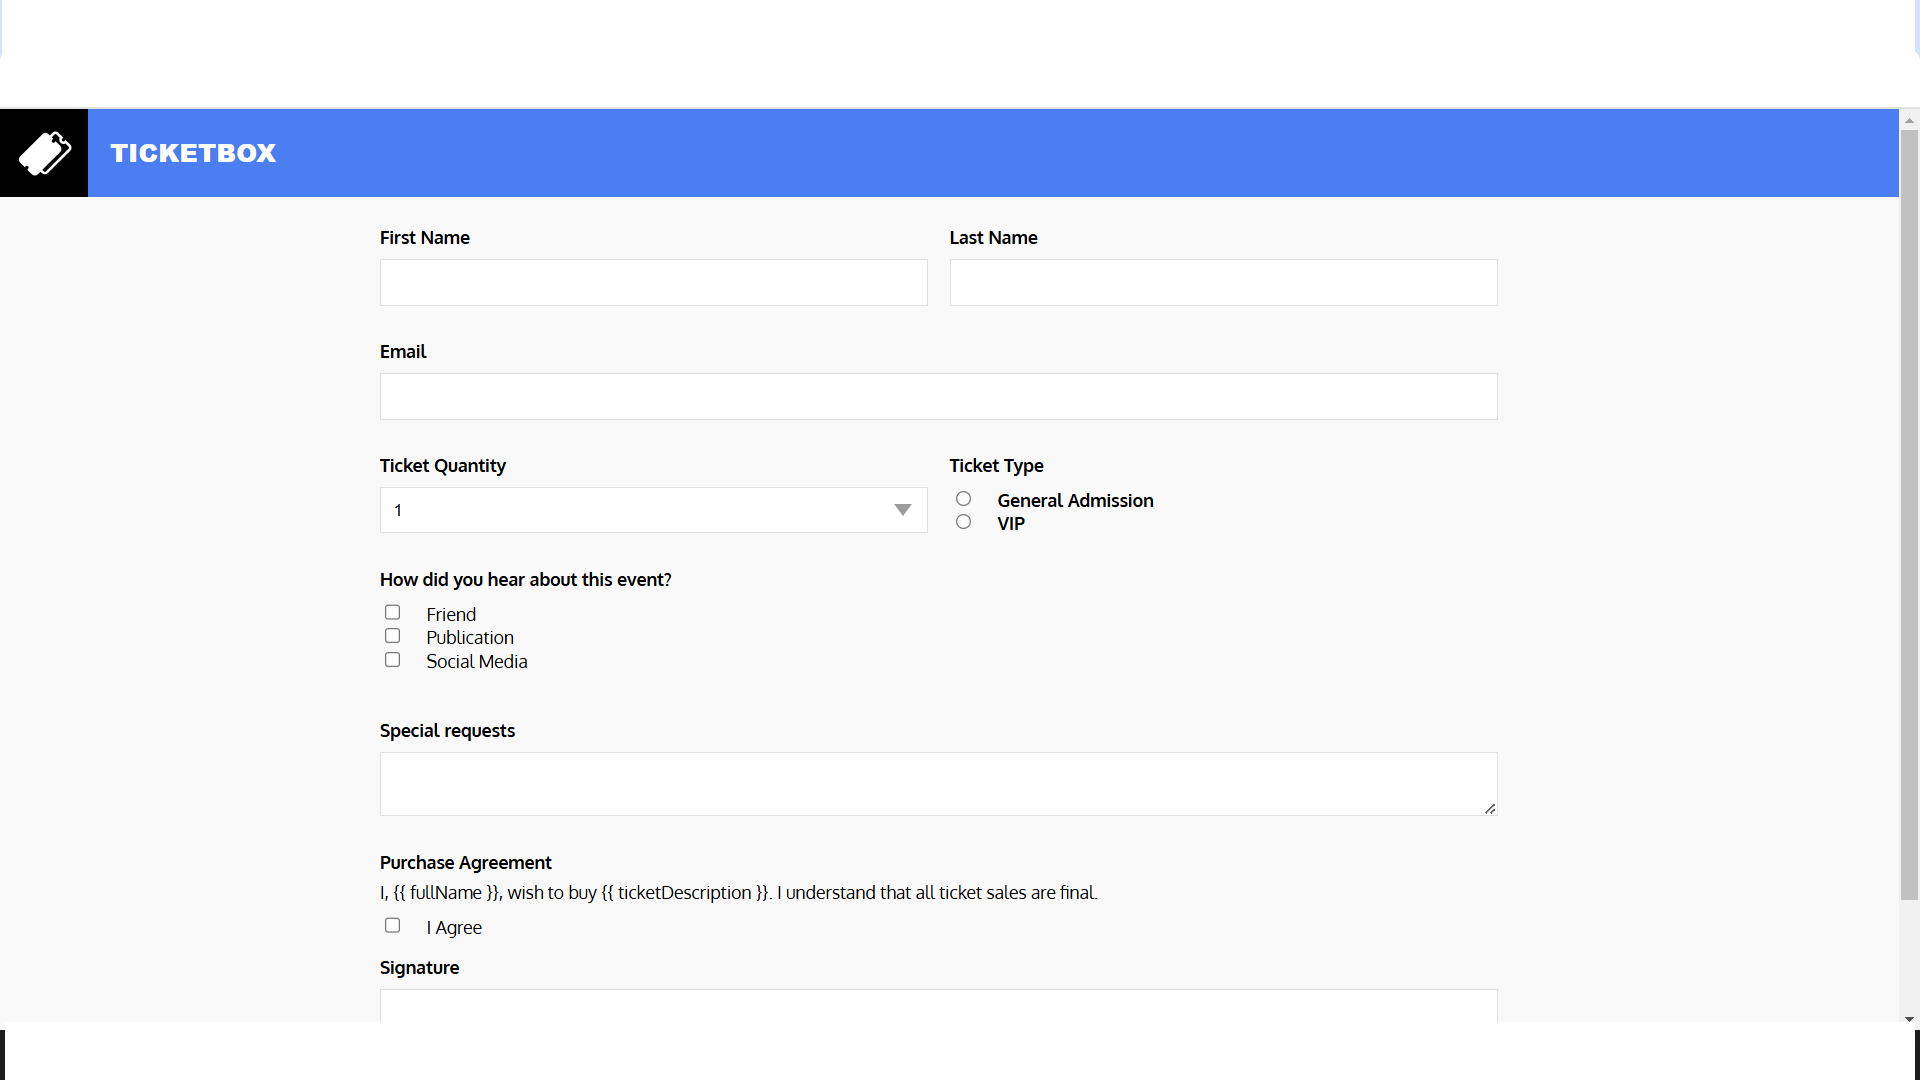 TICKETBOX
First Name
Last Name
Email
Ticket Quantity
Ticket Type
1
General Admission
VIP
How did you hear about this event?
Friend
Publication
Social Media
Special requests
Purchase Agreement
I, {{ fullName }}, wish to buy {{ ticketDescription }}. I understand that all ticket sales are final.
I Agree
Signature